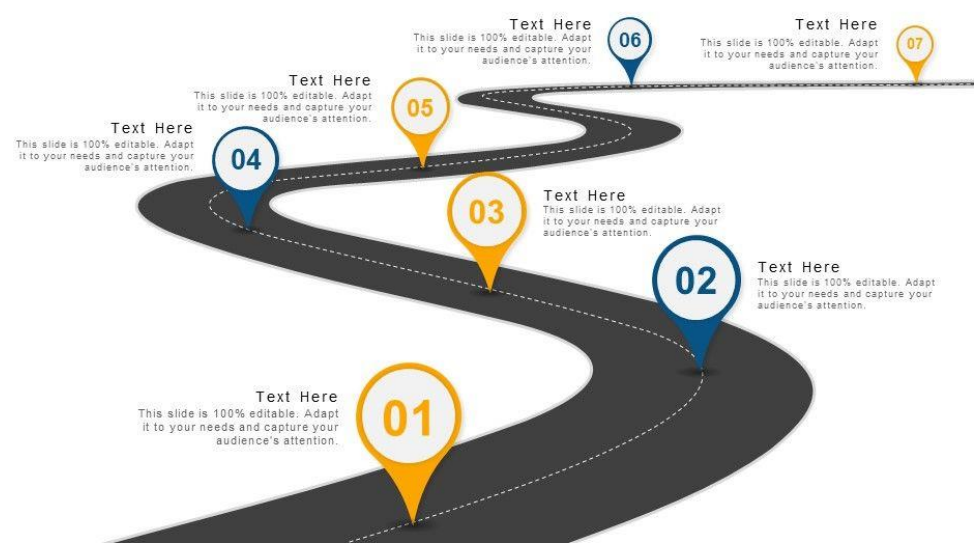 Text Here
This slide is 100% editable. Adapt
it to your needs and capture your
audience's attention.
06
Text Here
This slide is 100% editable. Adapt
it to your needs and capture your
audience's attention.
07
Text Here
This slide is 100% editable. Adapt
it to your needs and capture your
audience's attention.
05
Text Here
This slide is 100% editable. Adapt
it to your needs and capture your
audience's attention.
04
03
Text Here
This slide is 100% editable. Adapt
it to your needs and capture your
audience's attention.
02
Text Here
This slide is 100% editable. Adapt
it to your needs and capture your
audience's attention.
Text Here
This slide is 100% editable. Adapt
it to your needs and capture your
audience's attention.
01